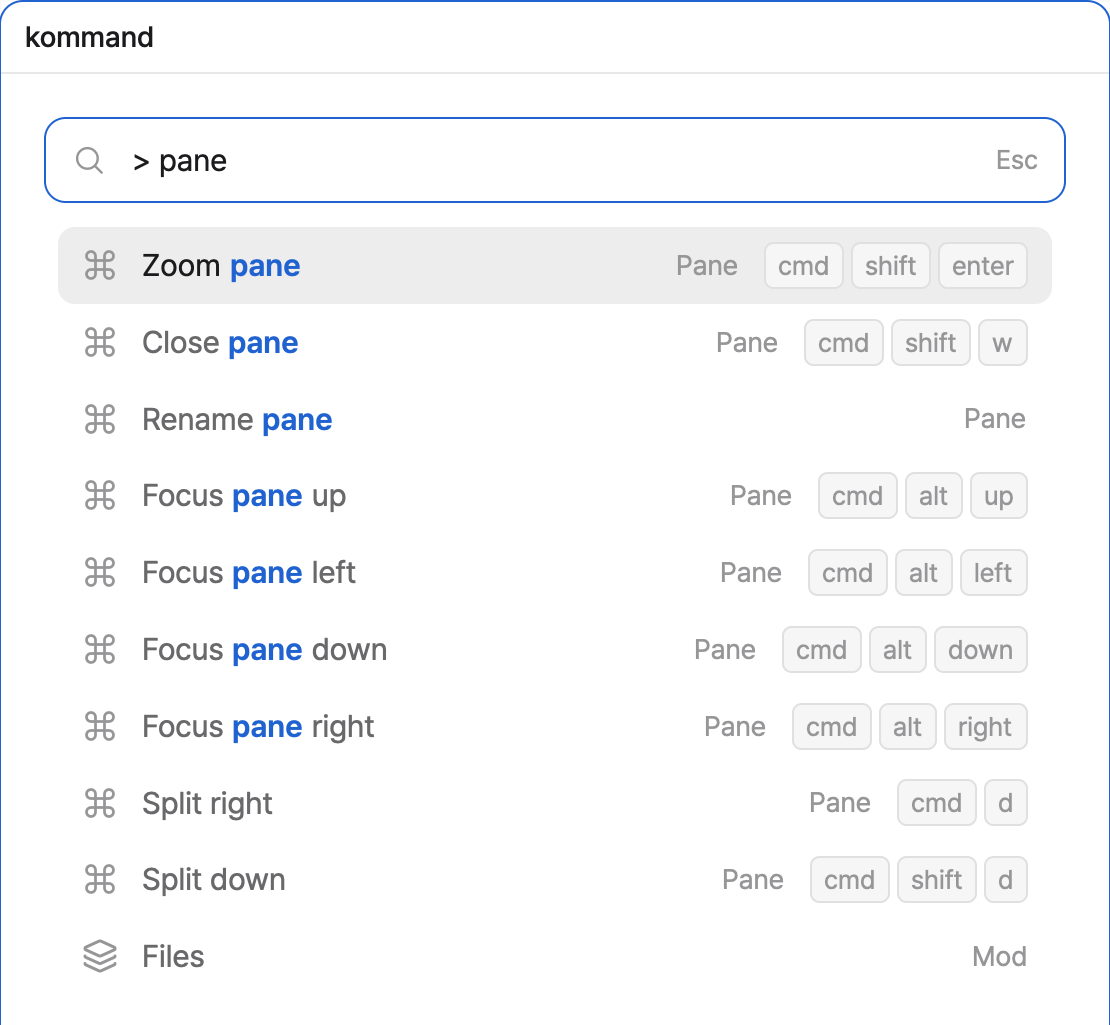 kommand
> pane Esc
Zoom pane Pane cmd shift enter
Close pane Pane cmd shift w
Rename pane Pane
Focus pane up Pane cmd alt up
Focus pane left Pane cmd alt left
Focus pane down Pane cmd alt down
Focus pane right Pane cmd alt right
Split right Pane cmd d
Split down Pane cmd shift d
Files Mod